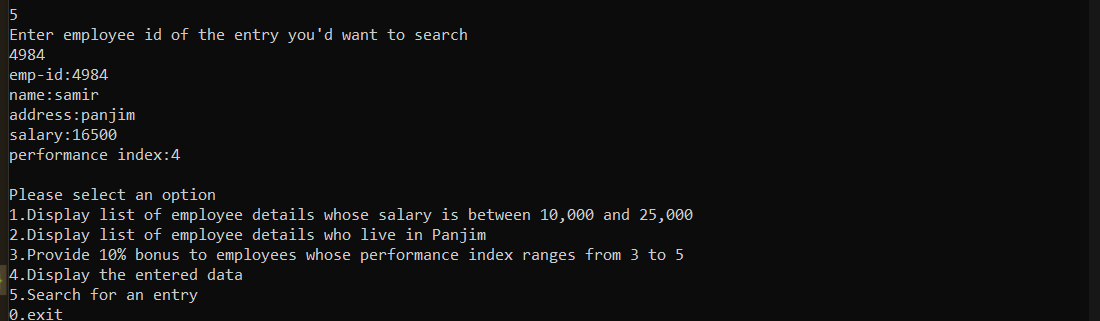 5
Enter employee id of the entry you'd want to search
4984
emp-id:4984
name:samir
address:panjim
salary:16500
performance index:4
Please select an option
1.Display list of employee details whose salary is between 10,000 and 25,000
2.Display list of employee details who live in Panjim
3.Provide 10% bonus to employees whose performance index ranges from 3 to 5
4.Display the entered data
5.Search for an entry
0.exit